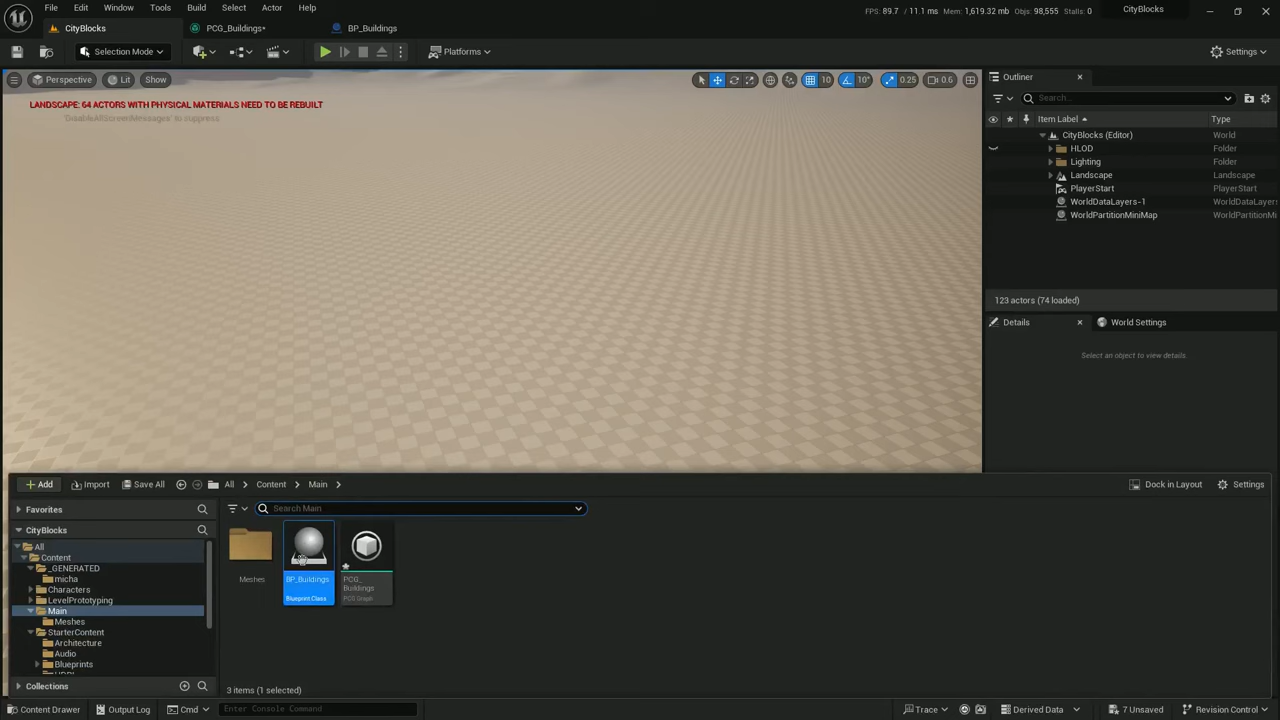 File Edit Window Tools Build Select Actor Help
FPS: 89.7 / 11.1 ms Mem: 1,619.32 mb Objs: 98,555 Stalls: 0
CityBlocks
CityBlocks
PCG_Buildings*
BP_Buildings
Selection Mode
Platforms
Settings
Perspective
Lit
Show
10
10°
0.25
0.6
LANDSCAPE: 64 ACTORS WITH PHYSICAL MATERIALS NEED TO BE REBUILT
'DisableAllScreenMessages' to suppress
Outliner
Search...
Item Label
Type
CityBlocks (Editor)
World
HLOD
Folder
Lighting
Folder
Landscape
Landscape
PlayerStart
PlayerStart
WorldDataLayers-1
WorldDataLayers
WorldPartitionMiniMap
WorldPartitionMi
123 actors (74 loaded)
Details
World Settings
Select an object to view details.
Add
Import
Save All
All
Content
Main
Dock in Layout
Settings
Favorites
CityBlocks
All
Content
_GENERATED
micha
Characters
LevelPrototyping
Main
Meshes
StarterContent
Architecture
Audio
Blueprints
Collections
Search Main
Meshes
BP_Buildings
Blueprint Class
PCG_
Buildings
PCG Graph
3 items (1 selected)
Content Drawer
Output Log
Cmd
Enter Console Command
Trace
Derived Data
7 Unsaved
Revision Control